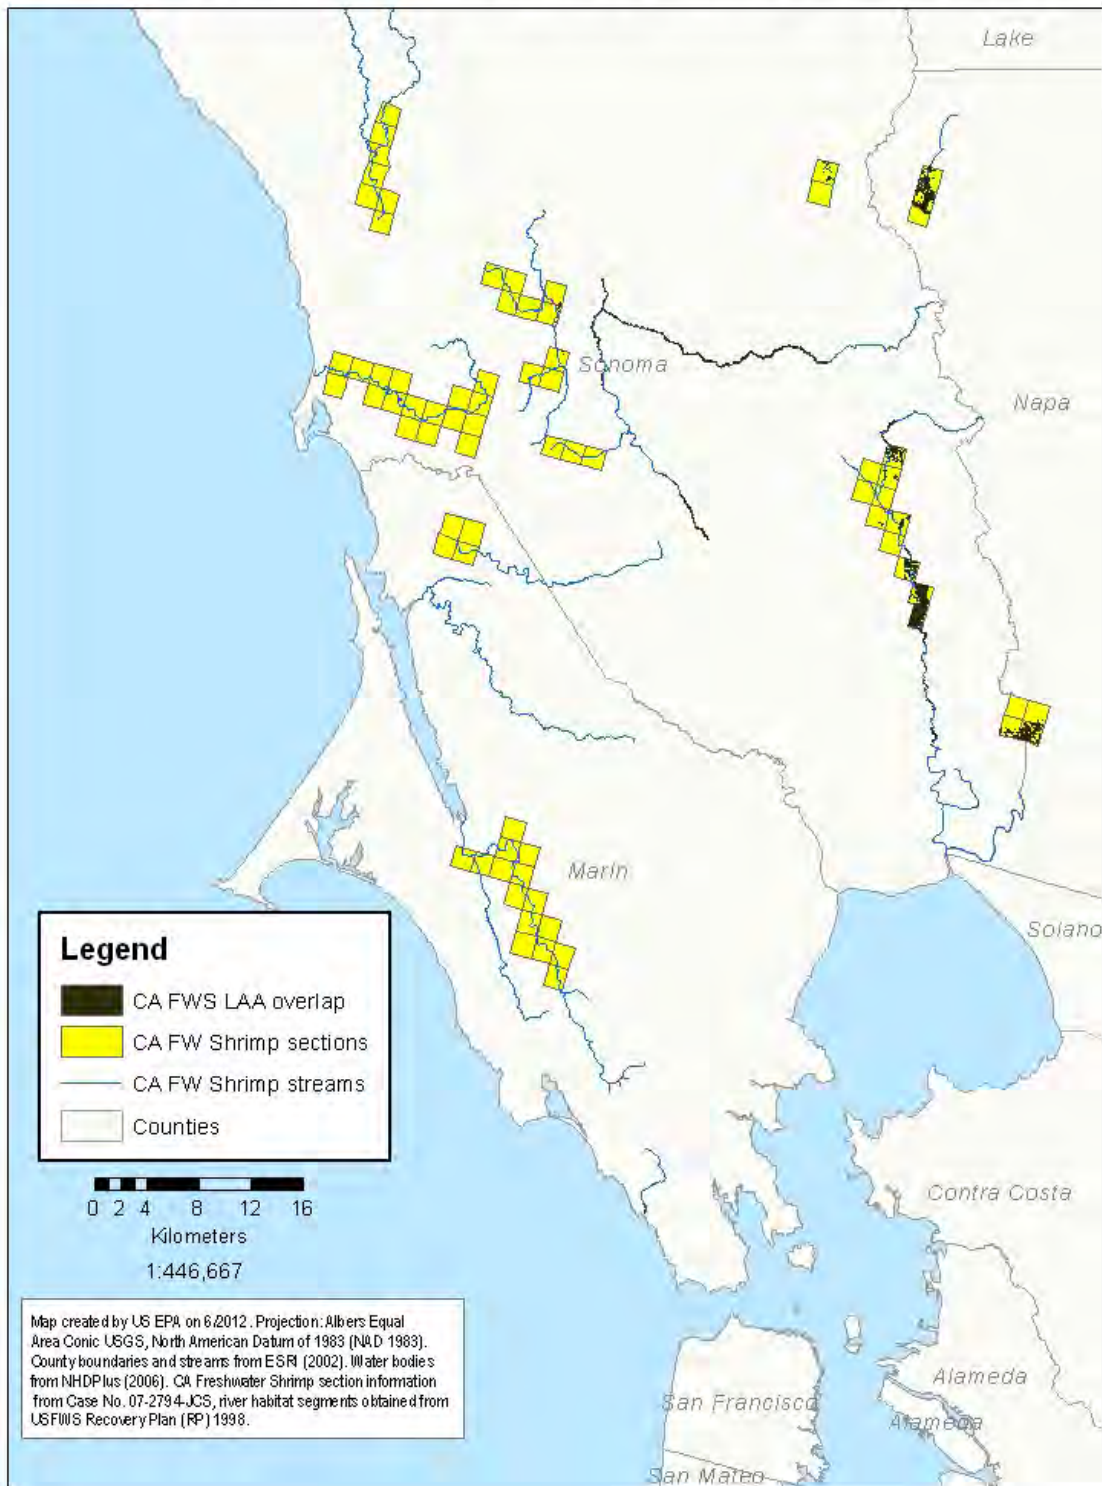 Lake
Sonoma
Napa
Marin
Solano
Legend
CA FWS LAA overlap
CA FW Shrimp sections
CA FW Shrimp streams
Counties
0 2 4 8 12 16
Kilometers
1:446,667
Contra Costa
Map created by US EPA on 6/2012. Projection: Albers Equal
Area Conic USGS, North American Datum of 1983 (NAD 1983).
County boundaries and streams from ESRI (2002). Water bodies
from NHDPlus (2006). CA Freshwater Shrimp section information
from Case No. 07-2794-JCS, river habitat segments obtained from
USFWS Recovery Plan (RP) 1998.
Alameda
San Francisco
Alameda
San Mateo